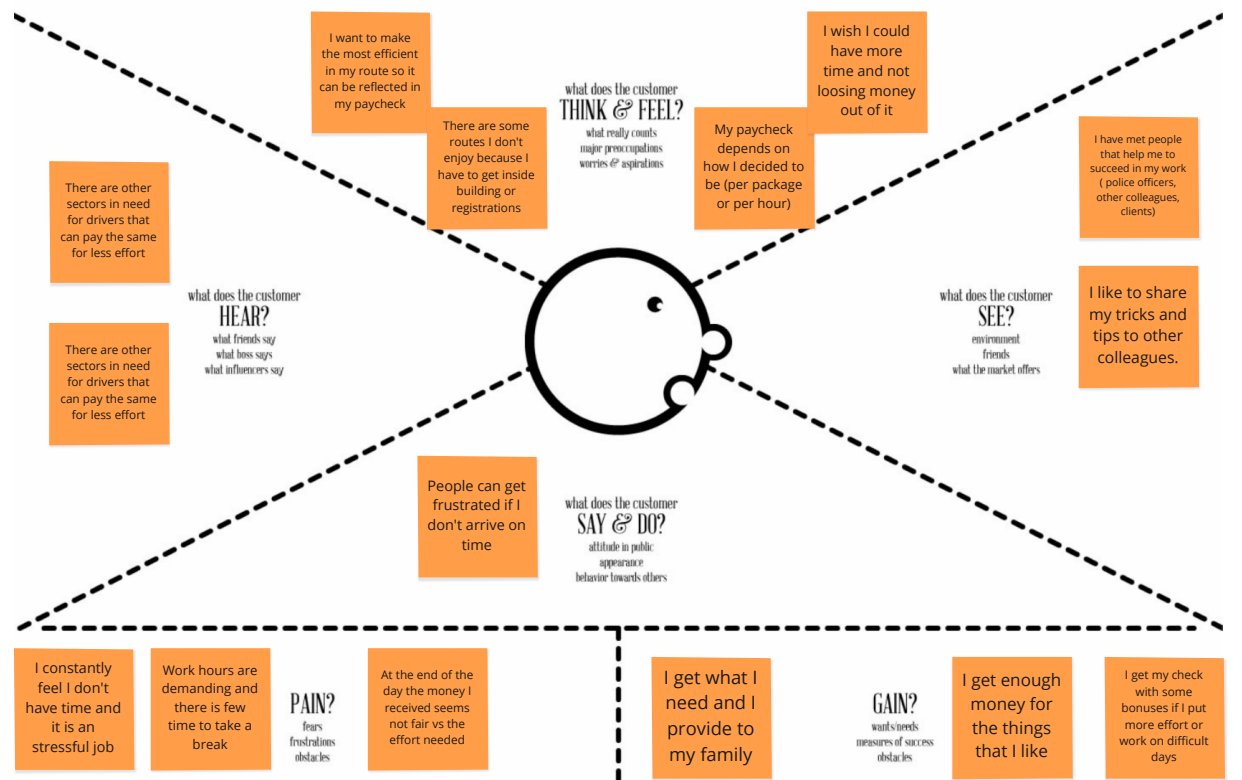 I want to make
the most efficient
in my route so it
can be reflected in
my paycheck
There are some
routes I don't
enjoy because I
have to get inside
building or
registrations
what does the customer
THINK & FEEL?
what really counts
major preoccupations
worries & aspirations
My paycheck
depends on
how I decided to
be (per package
or per hour)
I wish I could
have more
time and not
loosing money
out of it
There are other
sectors in need
for drivers that
can pay the same
for less effort
There are other
sectors in need
for drivers that
can pay the same
for less effort
what does the customer
HEAR?
what friends say
what boss says
what influencers say
what does the customer
SEE?
environment
friends
what the market offers
I have met people
that help me to
succeed in my work
( police officers,
other colleagues,
clients)
I like to share
my tricks and
tips to other
colleagues.
People can get
frustrated if I
don't arrive on
time
what does the customer
SAY & DO?
attitude in public
appearance
behavior towards others
I constantly
feel I don't
have time and
it is an
stressful job
Work hours are
demanding and
there is few
time to take a
break
PAIN?
fears
frustrations
obstacles
At the end of the
day the money I
received seems
not fair vs the
effort needed
I get what I
need and I
provide to
my family
GAIN?
wants/needs
measures of success
obstacles
I get enough
money for
the things
that I like
I get my check
with some
bonuses if I put
more effort or
work on difficult
days